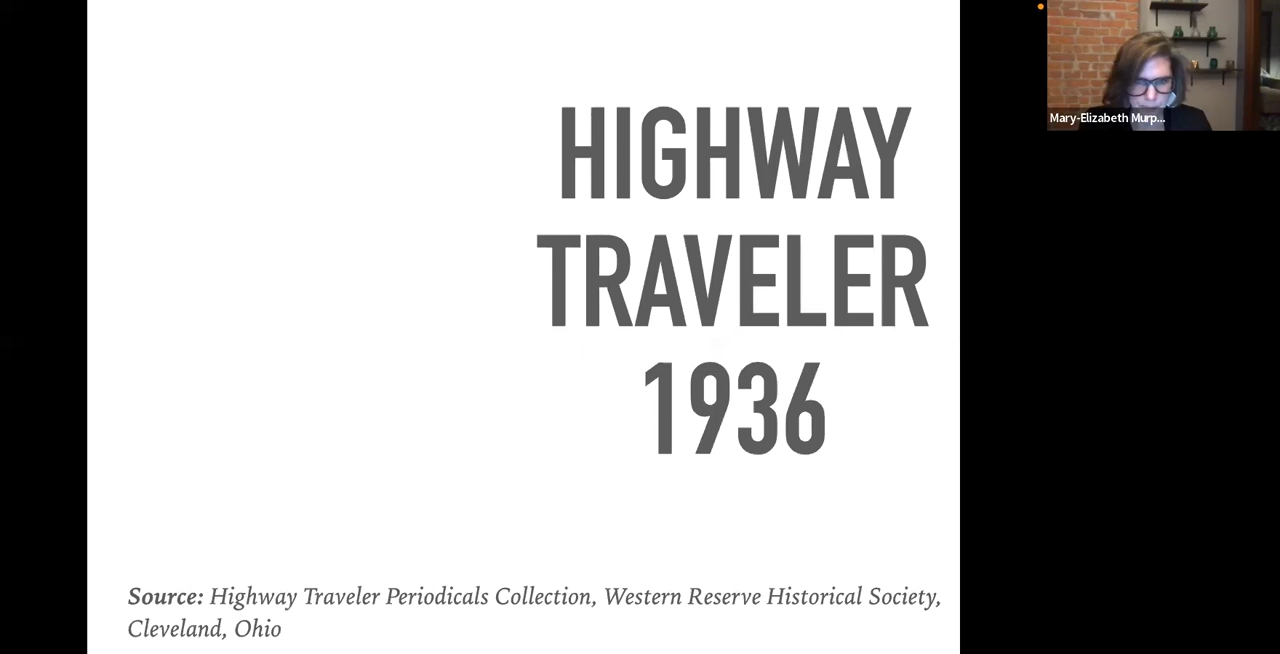 HIGHWAY
TRAVELER
1936
Source: Highway Traveler Periodicals Collection, Western Reserve Historical Society,
Cleveland, Ohio
Mary-Elizabeth Murp...